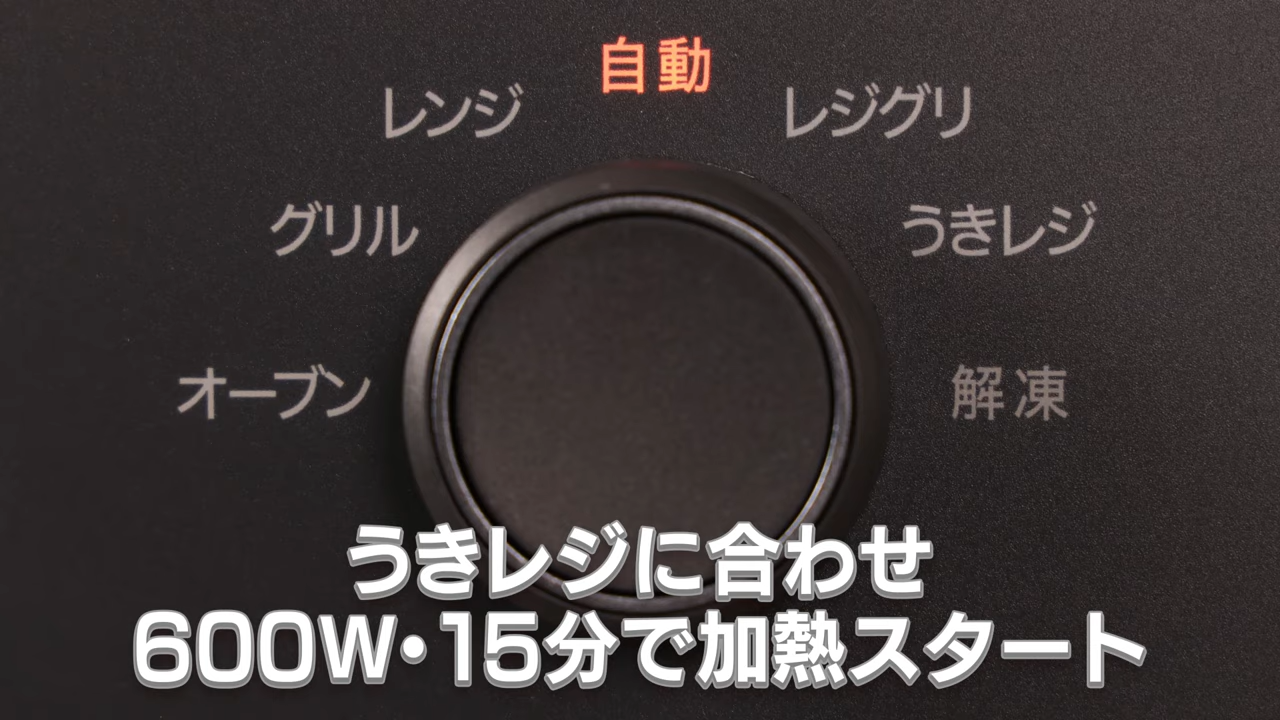 自動
レンジ
レジグリ
グリル
うきレジ
オーブン
解凍
うきレジに合わせ
600W・15分で加熱スタート